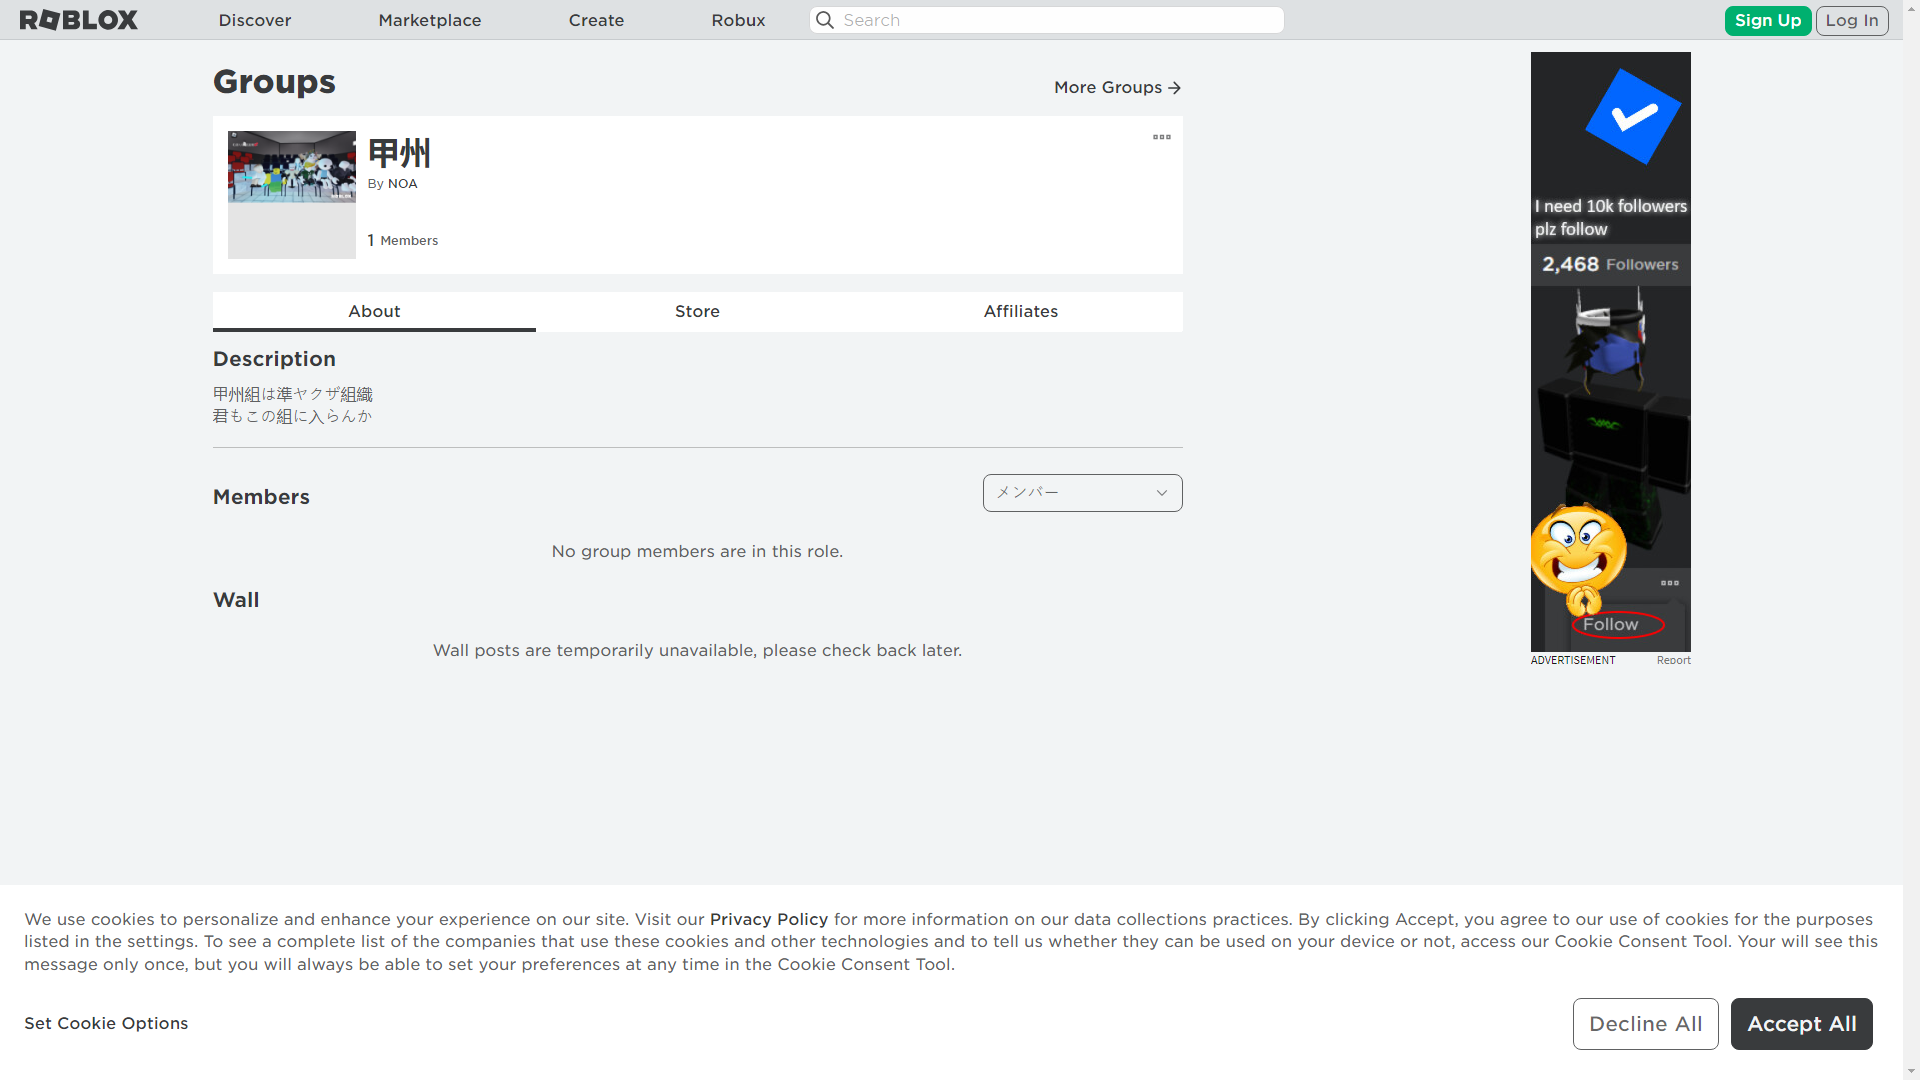 ROBLOX
Discover
Marketplace
Create
Robux
Search
Sign Up
Log In
Groups
More Groups
甲州
By NOA
1 Members
About
Store
Affiliates
Description
甲州組は準ヤクザ組織
君もこの組に入らんか
Members
メンバー
No group members are in this role.
Wall
Wall posts are temporarily unavailable, please check back later.
I need 10k followers
plz follow
2,468 Followers
Follow
ADVERTISEMENT
Report
We use cookies to personalize and enhance your experience on our site. Visit our Privacy Policy for more information on our data collections practices. By clicking Accept, you agree to our use of cookies for the purposes
listed in the settings. To see a complete list of the companies that use these cookies and other technologies and to tell us whether they can be used on your device or not, access our Cookie Consent Tool. Your will see this
message only once, but you will always be able to set your preferences at any time in the Cookie Consent Tool.
Set Cookie Options
Decline All
Accept All